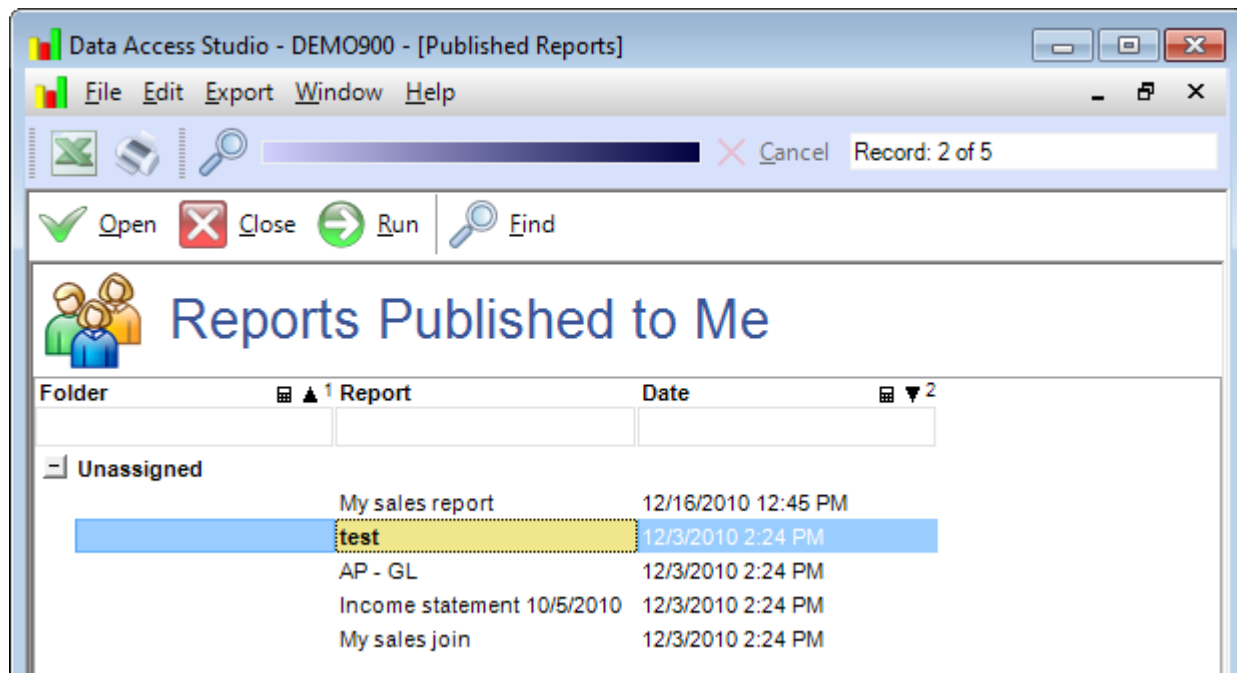 Data Access Studio - DEMO900 - [Published Reports]
File Edit Export Window Help
Cancel Record: 2 of 5
Open Close Run Find
Reports Published to Me
Folder 1 Report Date 2
Unassigned
My sales report 12/16/2010 12:45 PM
test 12/3/2010 2:24 PM
AP - GL 12/3/2010 2:24 PM
Income statement 10/5/2010 12/3/2010 2:24 PM
My sales join 12/3/2010 2:24 PM